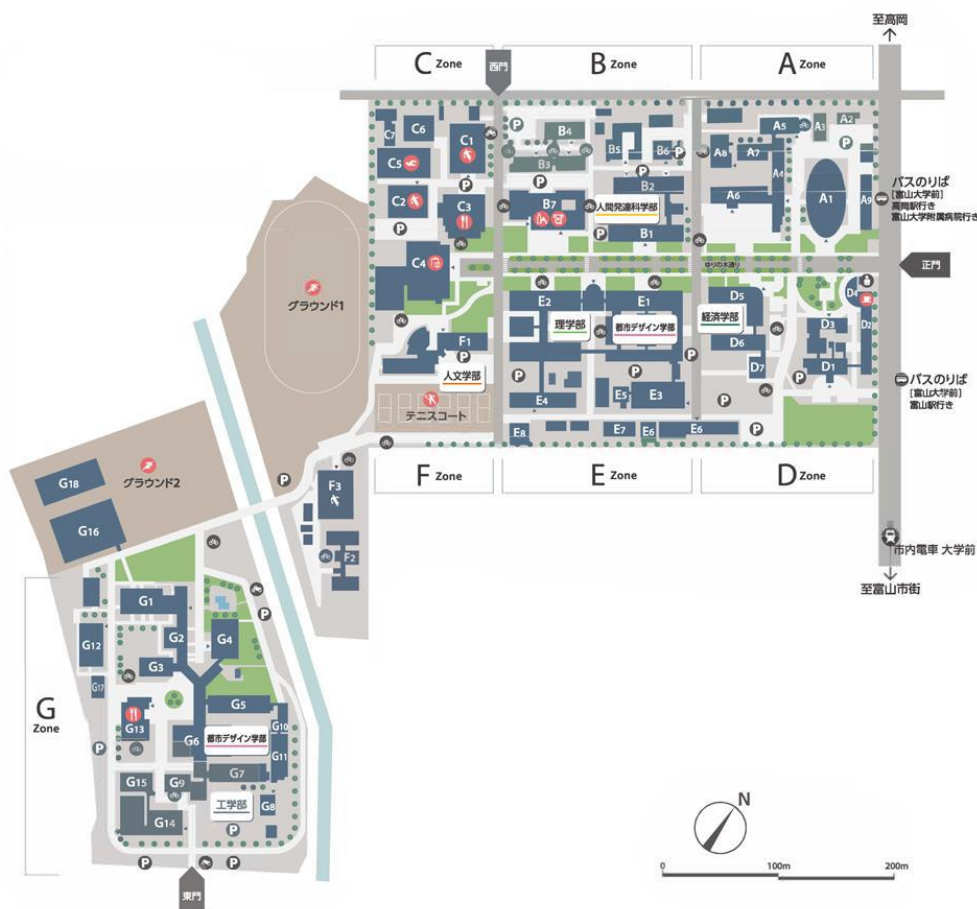 至高岡
C Zone
西門
B Zone
A Zone
C7
C6
C1
P
B4
B5
B6
P
A5
A3
A2
P
C5
B3
P
A8
A7
A4
バスのりば
[富山大学前]
高岡駅行き
富山大学附属病院行き
C2
P
C3
P
B7
B2
人間発達科学部
A6
A1
A9
P
P
B1
C4
ゆりの木通り
正門
グラウンド1
E2
E1
D5
D4
理学部
都市デザイン学部
経済学部
D3
D2
F1
P
D6
P
人文学部
D7
D1
バスのりば
[富山大学前]
富山駅行き
P
P
テニスコート
E4
E5
E3
P
E8
E7
E6
E6
P
G18
グラウンド2
P
F Zone
E Zone
D Zone
F3
G16
市内電車 大学前
F2
至富山市街
G1
P
G12
G2
G4
G3
G17
G
Zone
G5
G13
G10
P
G6
都市デザイン学部
G11
G15
G9
G7
工学部
G8
G14
P
N
P
P
0
100m
200m
東門